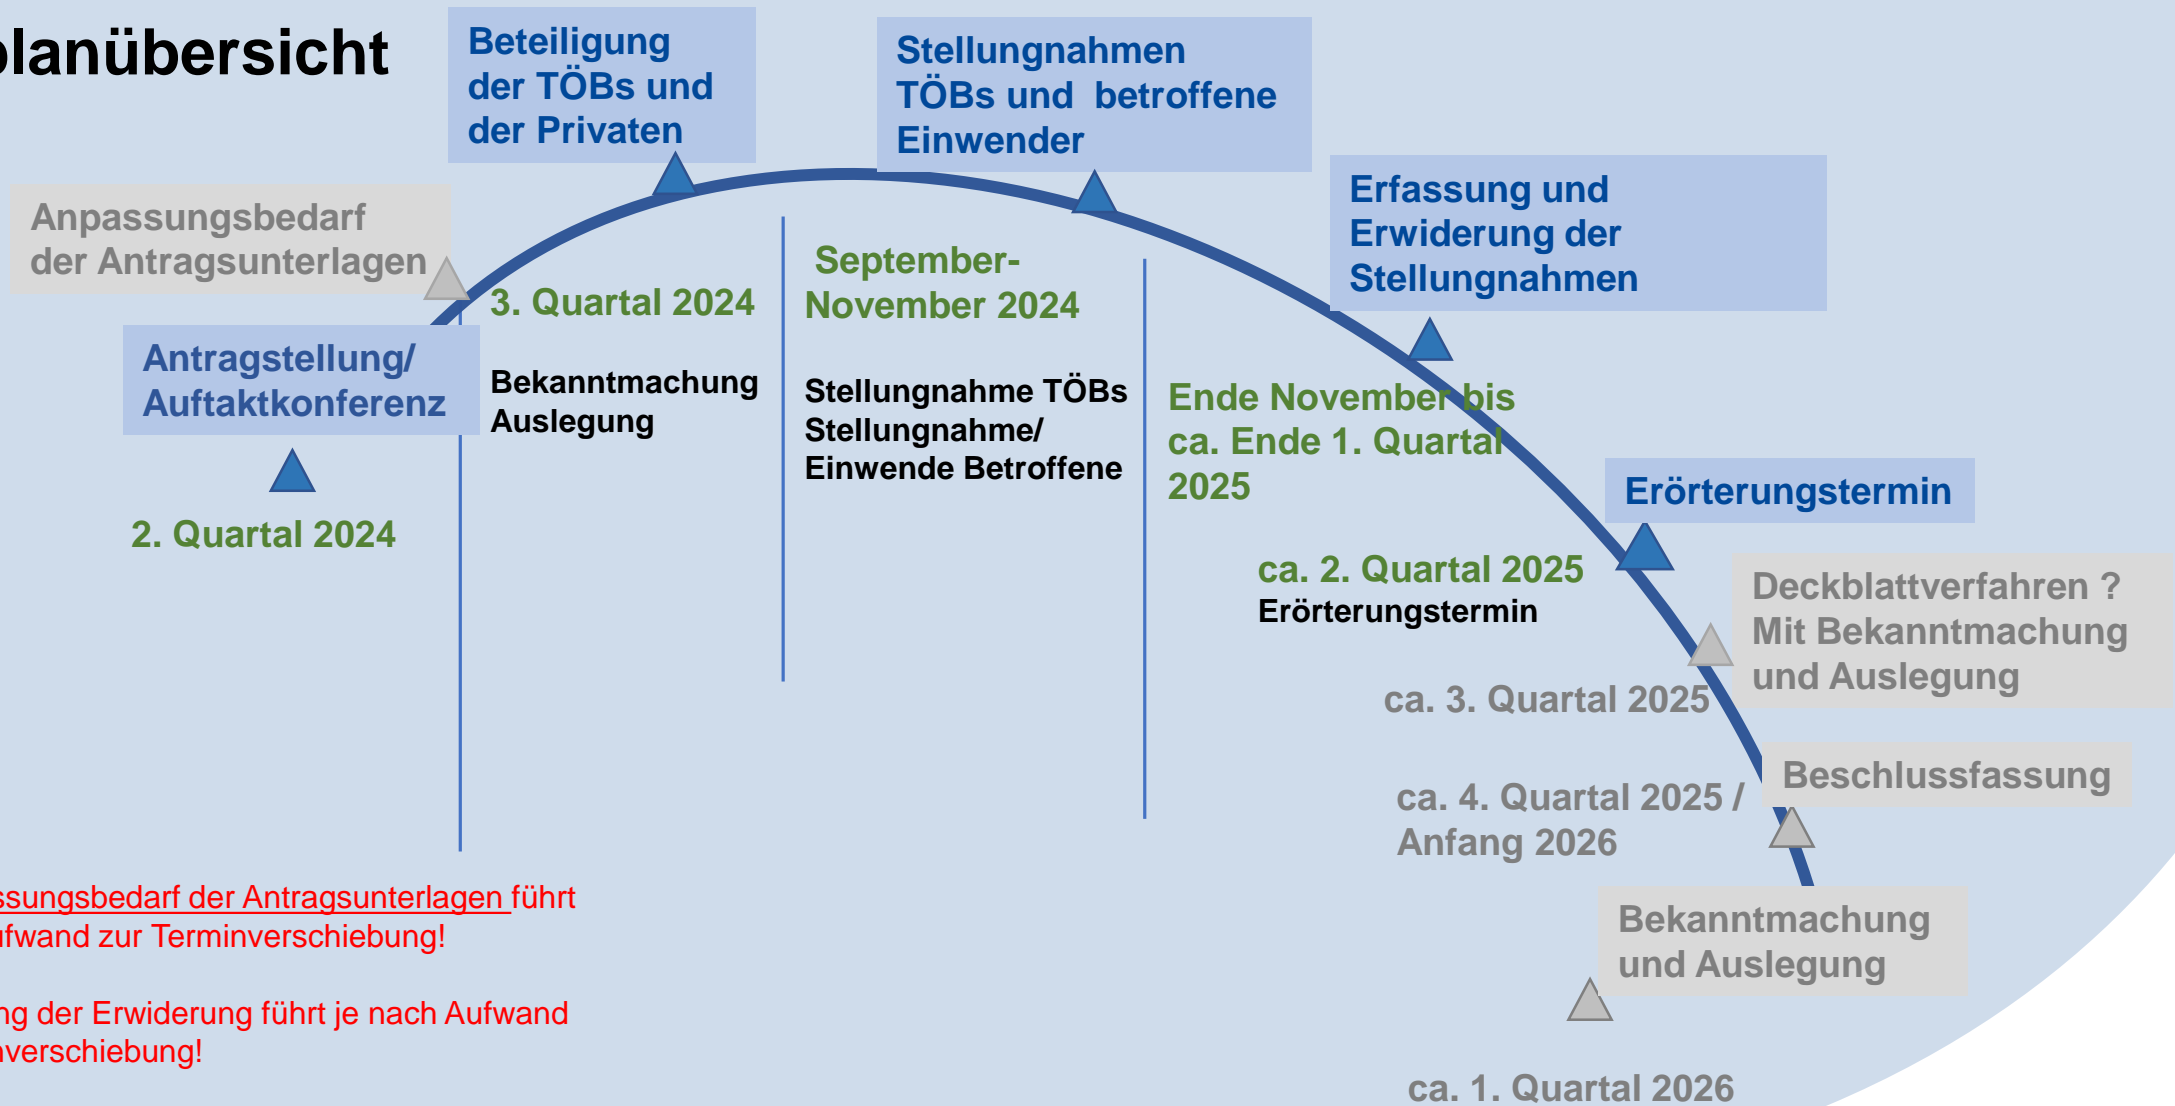 planübersicht
Beteiligung
der TÖBs und
der Privaten
Stellungnahmen
TÖBs und betroffene
Einwender
Erfassung und
Erwiderung der
Stellungnahmen
Anpassungsbedarf
der Antragsunterlagen
Antragstellung/
Auftaktkonferenz
2. Quartal 2024
3. Quartal 2024
Bekanntmachung
Auslegung
September-
November 2024
Stellungnahme TÖBs
Stellungnahme/
Einwende Betroffene
Ende November bis
ca. Ende 1. Quartal
2025
Erörterungstermin
ca. 2. Quartal 2025
Erörterungstermin
Deckblattverfahren ?
Mit Bekanntmachung
und Auslegung
ca. 3. Quartal 2025
Beschlussfassung
ca. 4. Quartal 2025 /
Anfang 2026
Bekanntmachung
und Auslegung
ca. 1. Quartal 2026
ssungsbedarf der Antragsunterlagen führt
ufwand zur Terminverschiebung!
ng der Erwiderung führt je nach Aufwand
nverschiebung!